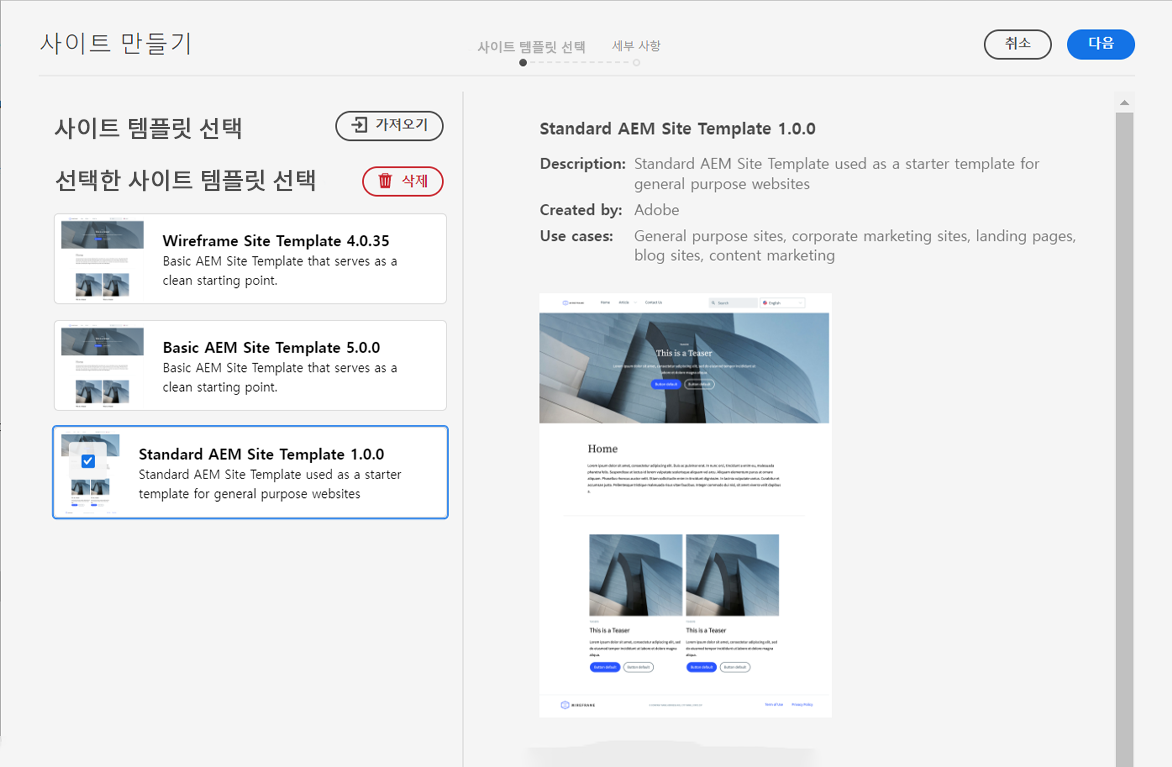 사이트 만들기
사이트 템플릿 선택
세부 사항
취소
다음
사이트 템플릿 선택
가져오기
선택한 사이트 템플릿 선택
삭제
Wireframe Site Template 4.0.35
Basic AEM Site Template that serves as a
clean starting point.
Basic AEM Site Template 5.0.0
Basic AEM Site Template that serves as a
clean starting point.
Standard AEM Site Template 1.0.0
Standard AEM Site Template used as a starter
template for general purpose websites
Standard AEM Site Template 1.0.0
Description: Standard AEM Site Template used as a starter template for
general purpose websites
Created by: Adobe
Use cases: General purpose sites, corporate marketing sites, landing pages,
blog sites, content marketing
WIREFRAME
Home
Article
Contact Us
Search
English
This is a Teaser
Button default
Button default
Home
This is a Teaser
This is a Teaser
Button default
Button default
Button default
Button default
WIREFRAME
Terms of Use
Privacy Policy